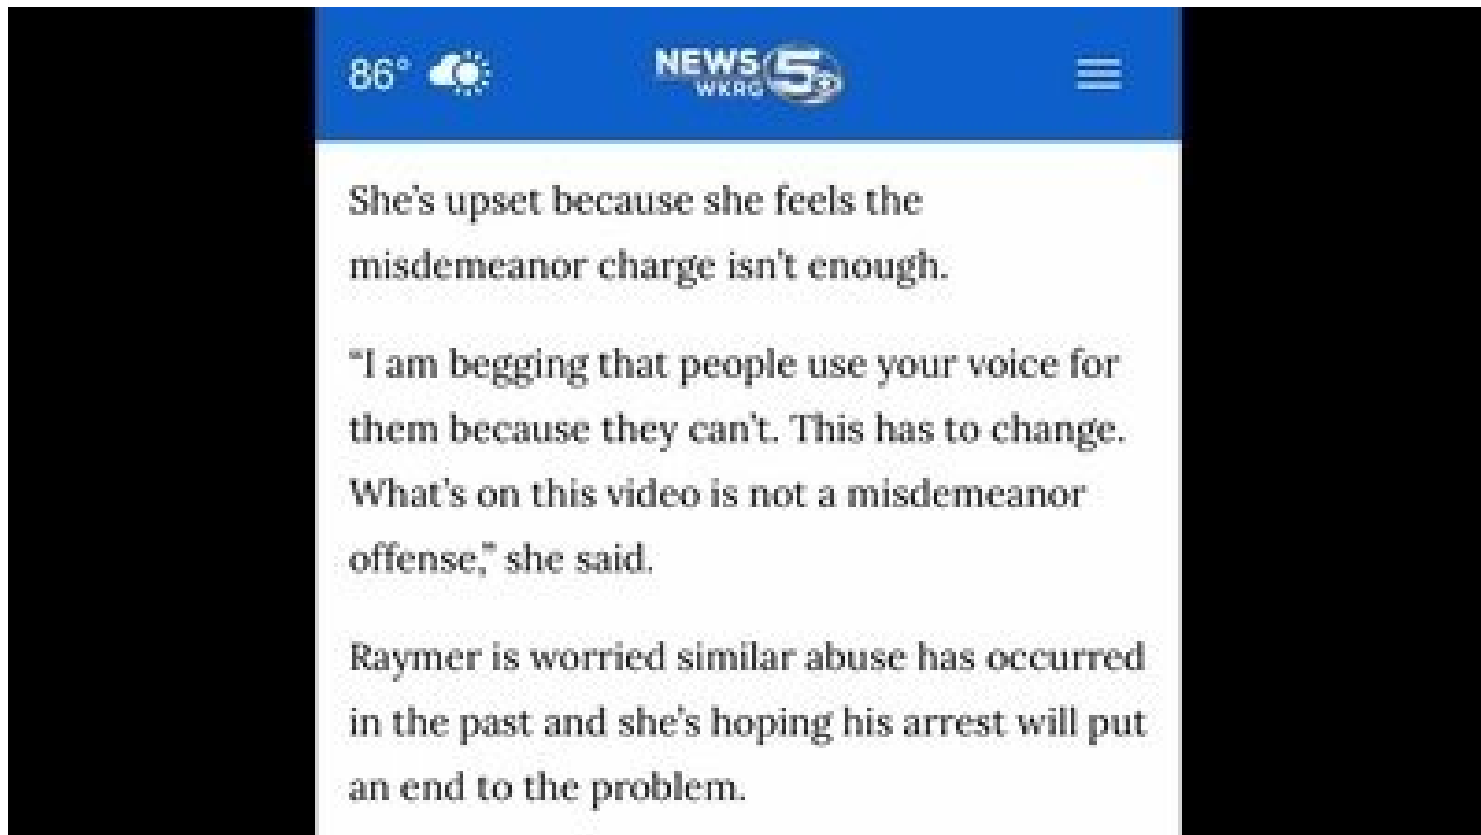 86°
NEWS 5
WKRG
She's upset because she feels the
misdemeanor charge isn't enough.
“I am begging that people use your voice for
them because they can't. This has to change.
What's on this video is not a misdemeanor
offense,” she said.
Raymer is worried similar abuse has occurred
in the past and she's hoping his arrest will put
an end to the problem.